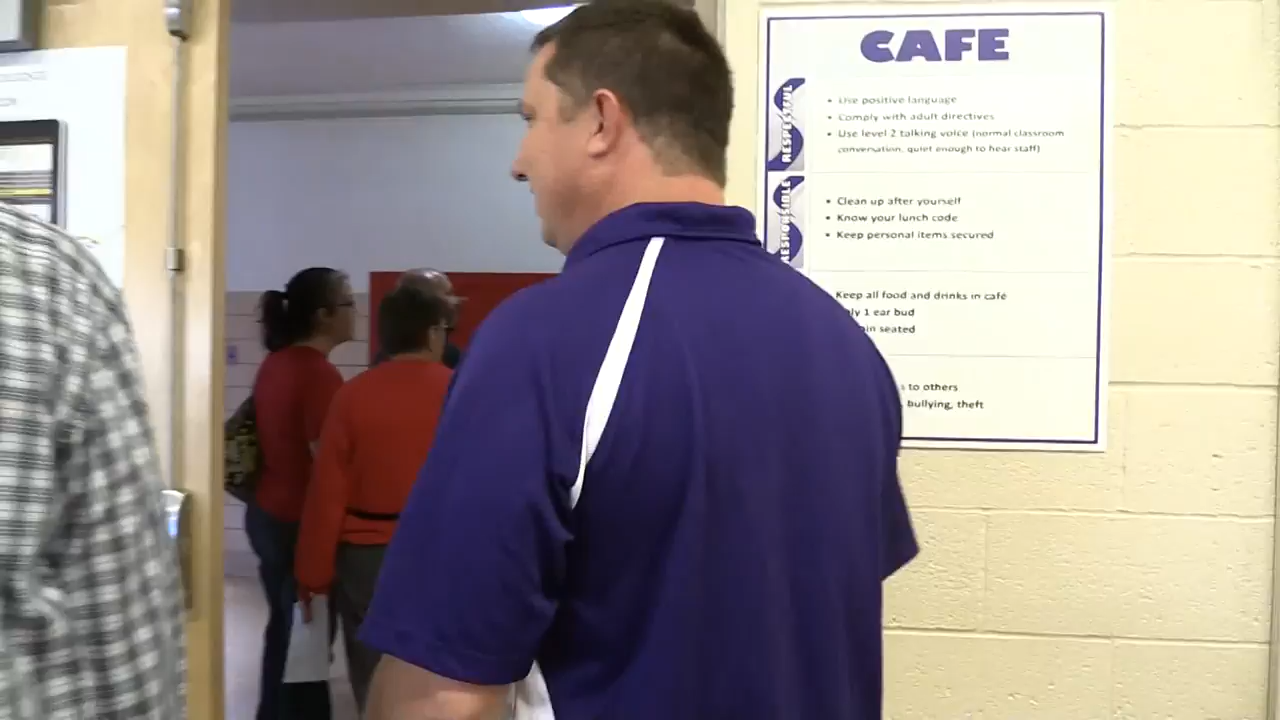 CAFE
RESPECTFUL
• Use positive language
• Comply with adult directives
• Use level 2 talking voice (normal classroom
conversation, quiet enough to hear staff)
RESPONSIBLE
• Clean up after yourself
• Know your lunch code
• Keep personal items secured
Keep all food and drinks in café
1 ear bud
seated
to others
, bullying, theft